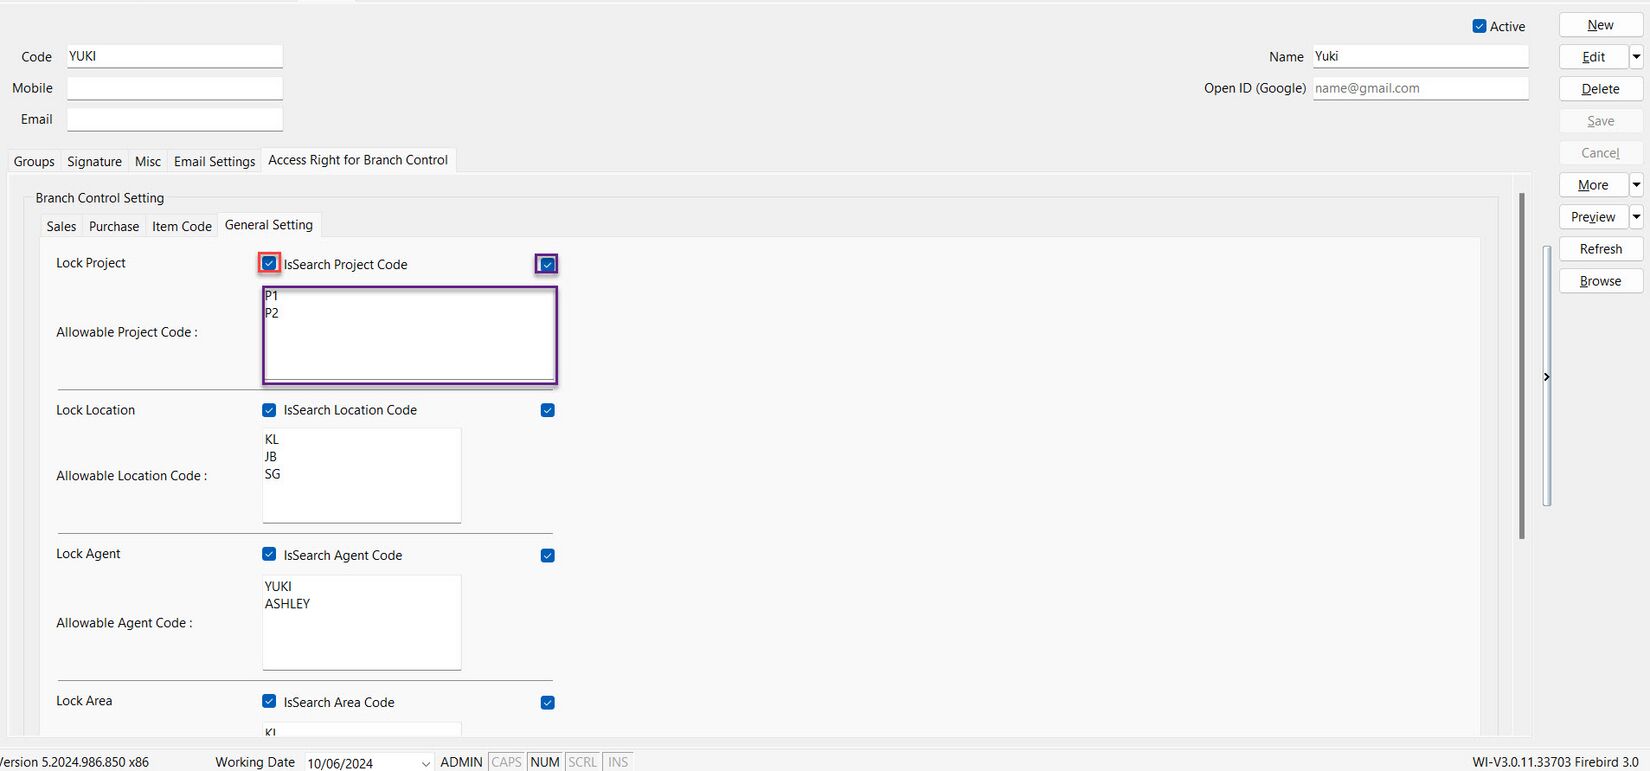 Active
New
Code YUKI
Name Yuki
Edit
Mobile
Open ID (Google) name@gmail.com
Delete
Email
Save
Cancel
Groups Signature Misc Email Settings Access Right for Branch Control
More
Branch Control Setting
Preview
Sales Purchase Item Code General Setting
Refresh
Lock Project IsSearch Project Code
Browse
P1
P2
Allowable Project Code :
Lock Location IsSearch Location Code
KL
JB
SG
Allowable Location Code :
Lock Agent IsSearch Agent Code
YUKI
ASHLEY
Allowable Agent Code :
Lock Area IsSearch Area Code
KL
Version 5.2024.986.850 x86 Working Date 10/06/2024 ADMIN CAPS NUM SCRL INS WI-V3.0.11.33703 Firebird 3.0